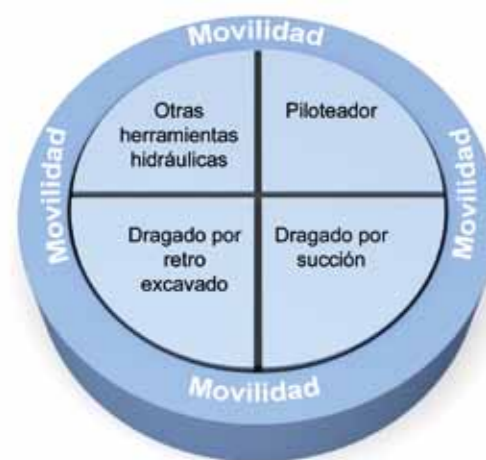 Movilidad
Otras
herramientas
hidráulicas
Piloteador
Movilidad
Movilidad
Dragado por
retro
excavado
Dragado por
succión
Movilidad